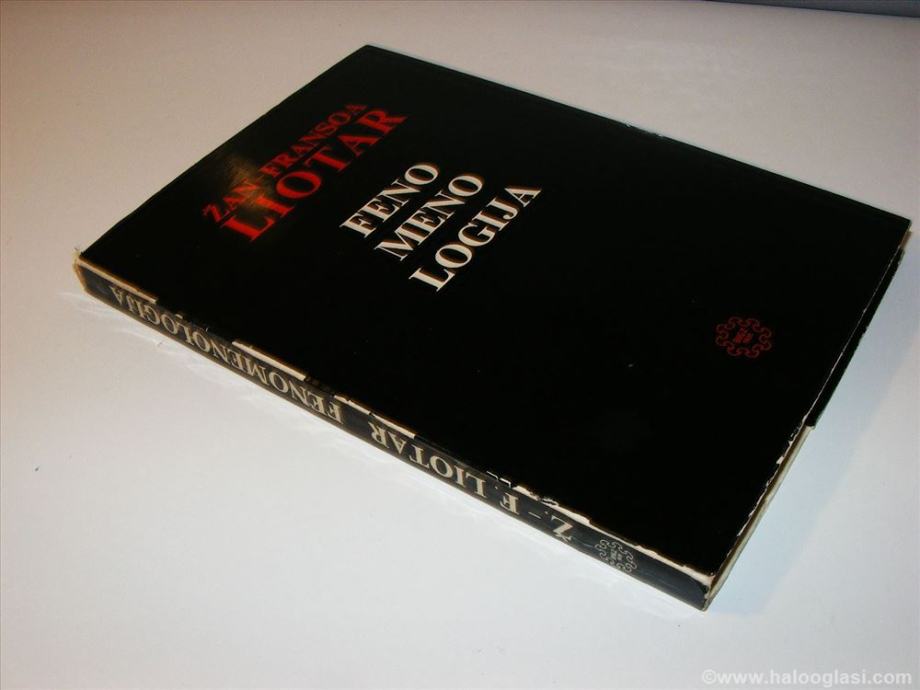 ŽAN-FRANSOA
LIOTAR
FENO
MENO
LOGIJA
Ž.-F. LIOTAR FENOMENOLOGIJA
©www.halooglasi.com